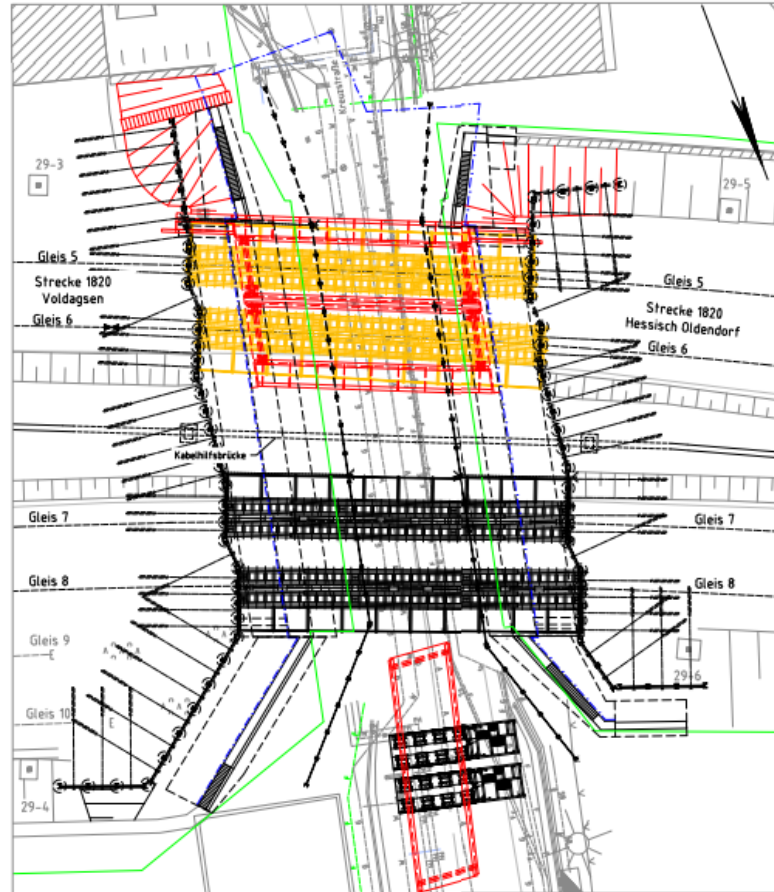 Kreuzstraße
29-3
29-5
Gleis 5
Gleis 5
Strecke 1820
Voldagsen
Strecke 1820
Hessisch Oldendorf
Gleis 6
Gleis 6
Kabelhilfsbrücke
Gleis 7
Gleis 7
Gleis 8
Gleis 8
Gleis 9
E
29-6
Gleis 10
E
29-4